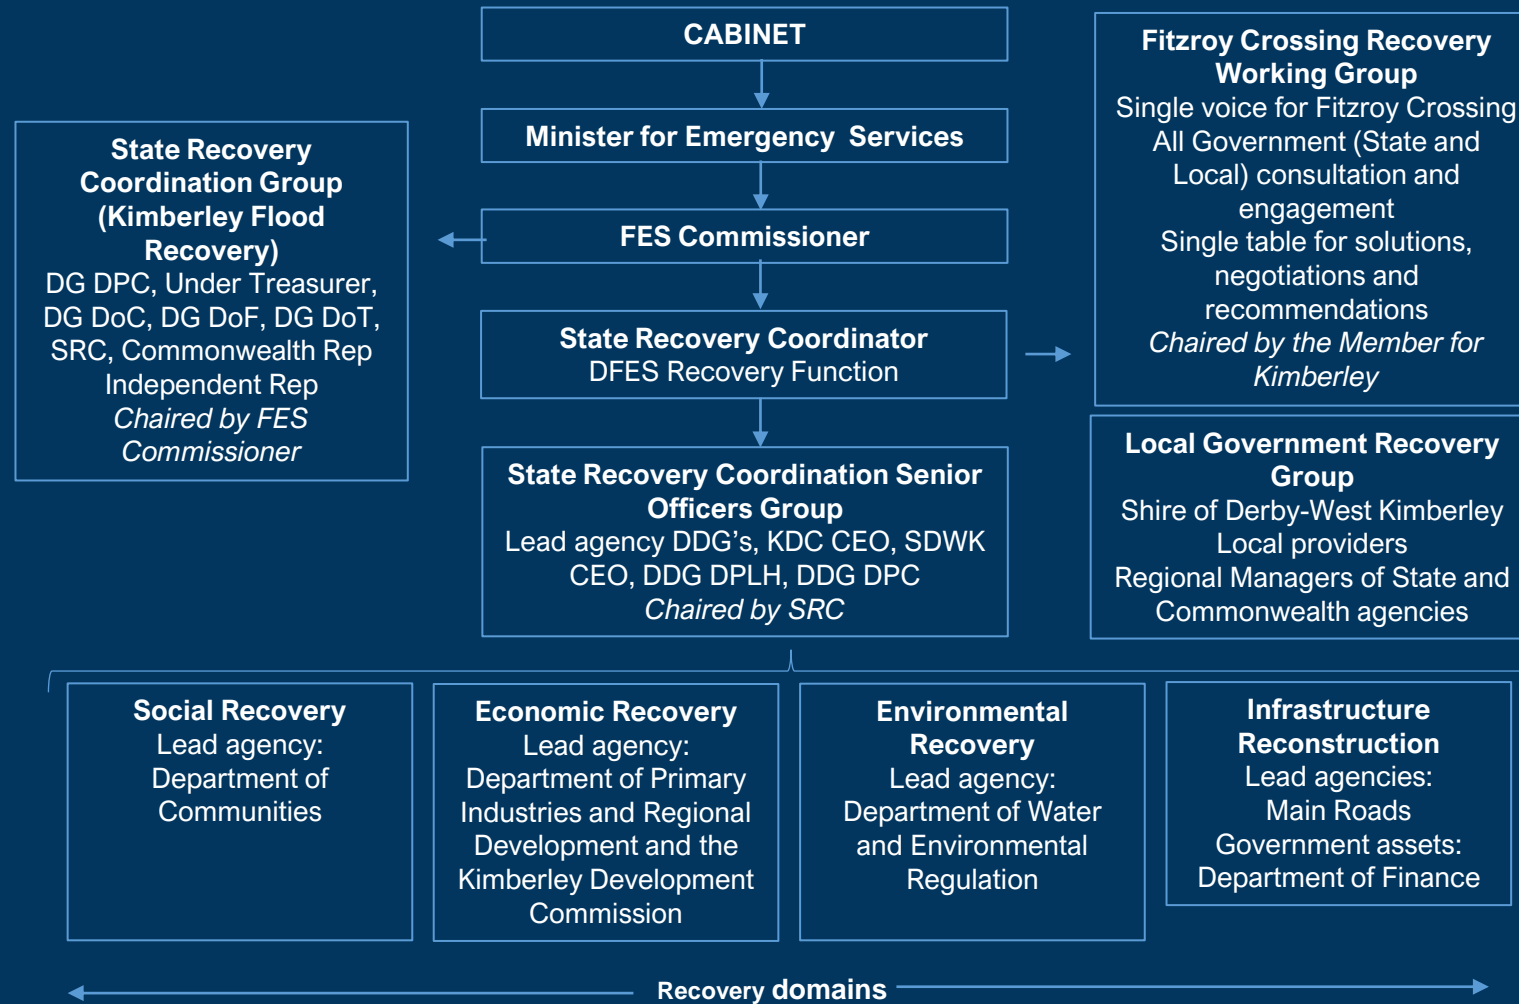 CABINET
Minister for Emergency Services
FES Commissioner
State Recovery Coordinator
DFES Recovery Function
State Recovery Coordination Senior
Officers Group
Lead agency DDG's, KDC CEO, SDWK
CEO, DDG DPLH, DDG DPC
Chaired by SRC
State Recovery
Coordination Group
(Kimberley Flood
Recovery)
DG DPC, Under Treasurer,
DG DoC, DG DoF, DG DoT,
SRC, Commonwealth Rep
Independent Rep
Chaired by FES
Commissioner
Fitzroy Crossing Recovery
Working Group
Single voice for Fitzroy Crossing
All Government (State and
Local) consultation and
engagement
Single table for solutions,
negotiations and
recommendations
Chaired by the Member for
Kimberley
Local Government Recovery
Group
Shire of Derby-West Kimberley
Local providers
Regional Managers of State and
Commonwealth agencies
Social Recovery
Lead agency:
Department of
Communities
Economic Recovery
Lead agency:
Department of Primary
Industries and Regional
Development and the
Kimberley Development
Commission
Environmental
Recovery
Lead agency:
Department of Water
and Environmental
Regulation
Infrastructure
Reconstruction
Lead agencies:
Main Roads
Government assets:
Department of Finance
Recovery domains